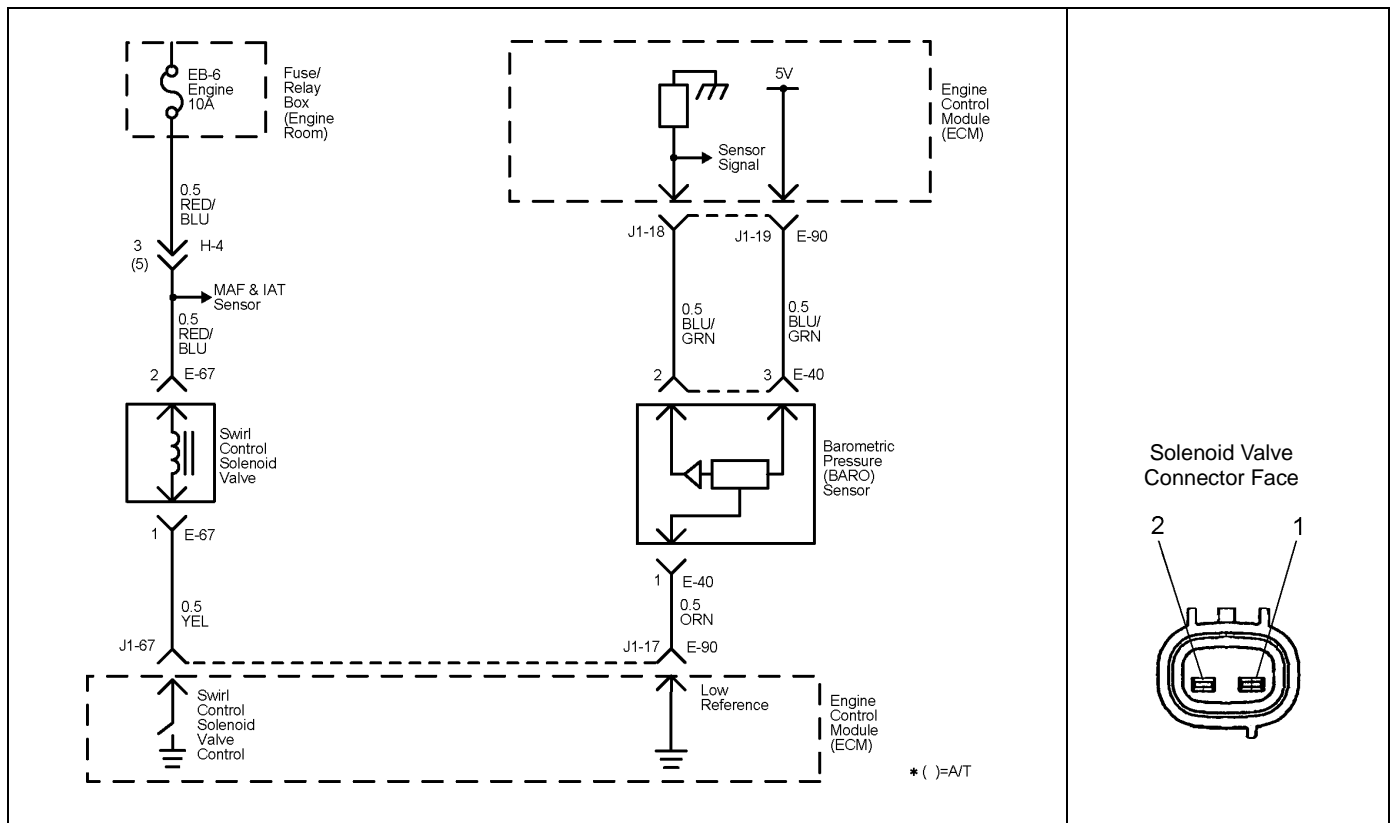 EB-6
Engine
10A
Fuse/
Relay
Box
(Engine
Room)
5V
Sensor
Signal
Engine
Control
Module
(ECM)
0.5
RED/
BLU
3
H-4
(5)
J1-18
J1-19
E-90
MAF & IAT
Sensor
0.5
RED/
BLU
0.5
BLU/
GRN
0.5
BLU/
GRN
2
E-67
2
3
E-40
Swirl
Control
Solenoid
Valve
Barometric
Pressure
(BARO)
Sensor
1
E-67
1
E-40
0.5
YEL
0.5
ORN
J1-67
J1-17
E-90
Swirl
Control
Solenoid
Valve
Control
Low
Reference
Engine
Control
Module
(ECM)
* ( )=A/T
Solenoid Valve
Connector Face
2
1